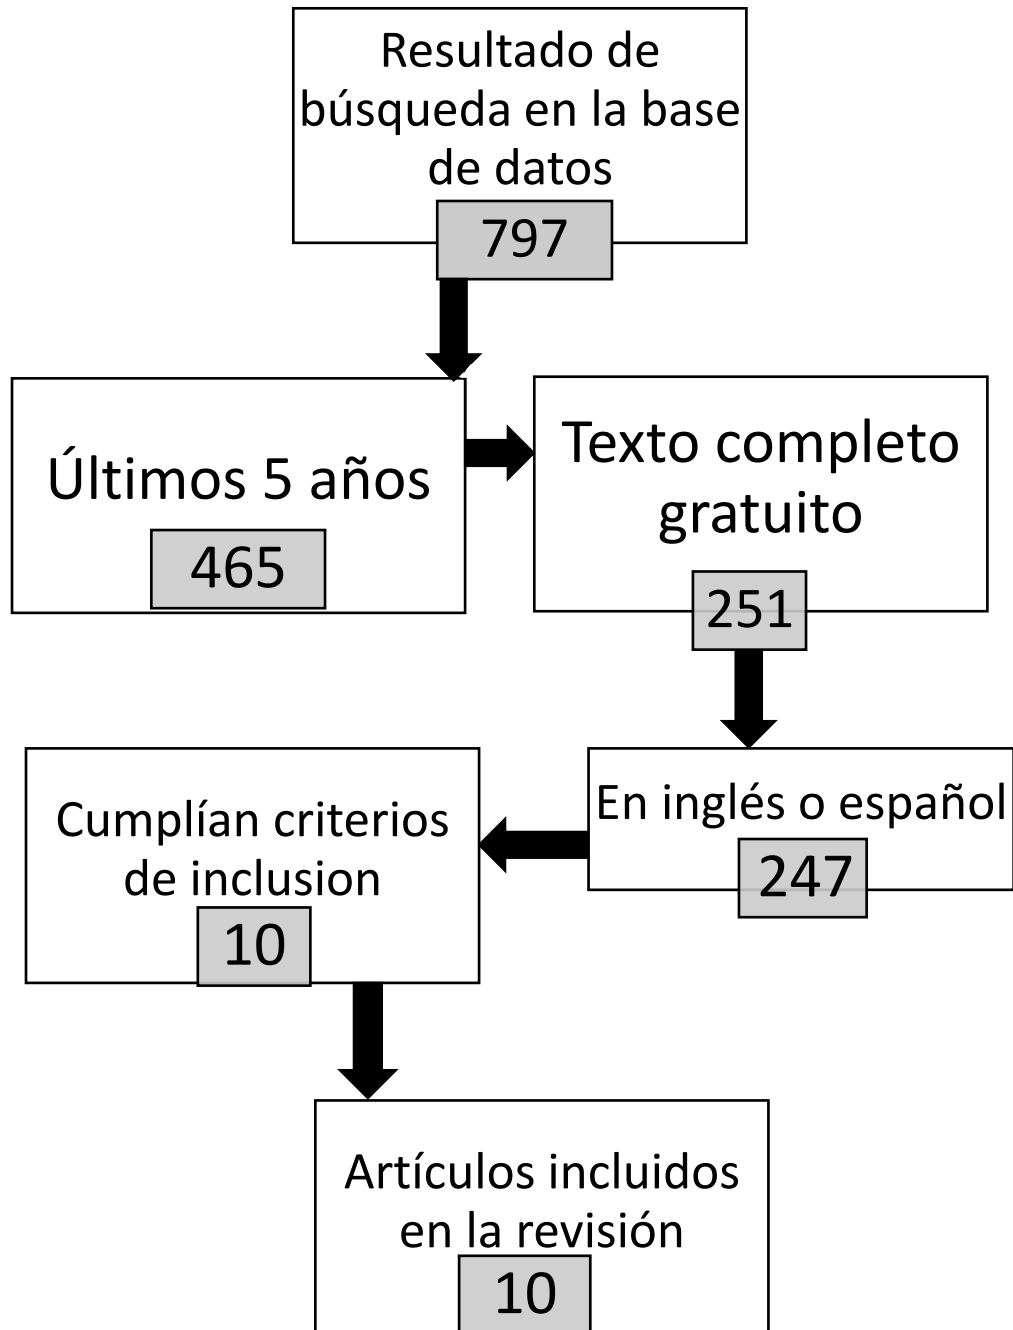 Resultado de
búsqueda en la base
de datos
797
Últimos 5 años
465
Texto completo
gratuito
251
En inglés o español
247
Cumplían criterios
de inclusion
10
Artículos incluidos
en la revisión
10